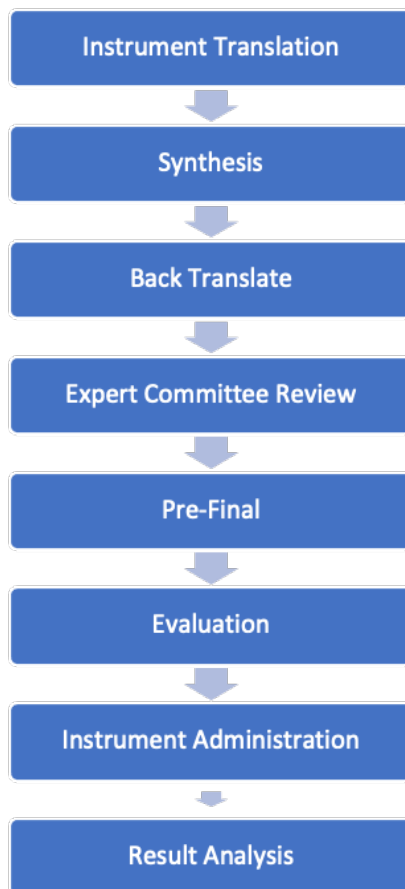 Instrument Translation
Synthesis
Back Translate
Expert Committee Review
Pre-Final
Evaluation
Instrument Administration
Result Analysis